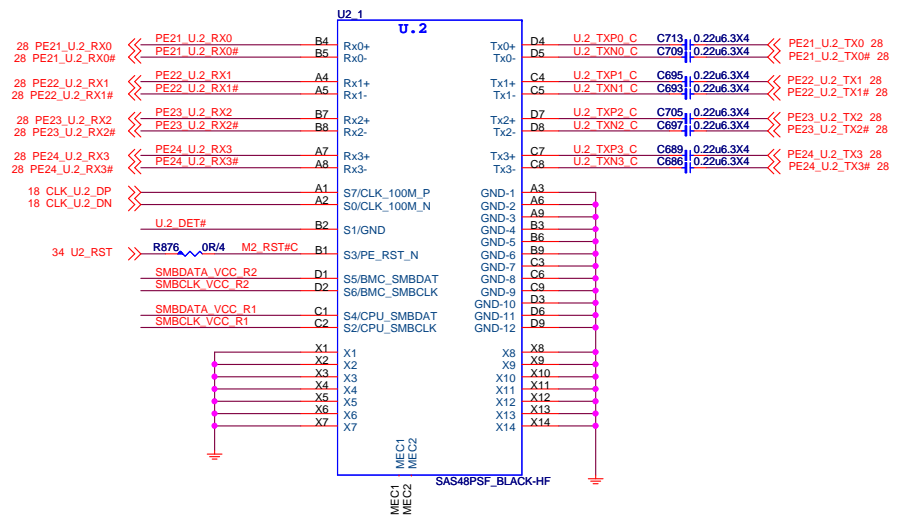 U2_1
U.2
28 PE21_U.2_RX0 PE21_U.2_RX0 B4 Rx0+ Tx0+ D4 U.2_TXP0_C C713 0.22u6.3X4 PE21_U.2_TX0 28
28 PE21_U.2_RX0# PE21_U.2_RX0# B5 Rx0- Tx0- D5 U.2_TXN0_C C709 0.22u6.3X4 PE21_U.2_TX0# 28
28 PE22_U.2_RX1 PE22_U.2_RX1 A4 Rx1+ Tx1+ C4 U.2_TXP1_C C695 0.22u6.3X4 PE22_U.2_TX1 28
28 PE22_U.2_RX1# PE22_U.2_RX1# A5 Rx1- Tx1- C5 U.2_TXN1_C C693 0.22u6.3X4 PE22_U.2_TX1# 28
28 PE23_U.2_RX2 PE23_U.2_RX2 B7 Rx2+ Tx2+ D7 U.2_TXP2_C C705 0.22u6.3X4 PE23_U.2_TX2 28
28 PE23_U.2_RX2# PE23_U.2_RX2# B8 Rx2- Tx2- D8 U.2_TXN2_C C697 0.22u6.3X4 PE23_U.2_TX2# 28
28 PE24_U.2_RX3 PE24_U.2_RX3 A7 Rx3+ Tx3+ C7 U.2_TXP3_C C689 0.22u6.3X4 PE24_U.2_TX3 28
28 PE24_U.2_RX3# PE24_U.2_RX3# A8 Rx3- Tx3- C8 U.2_TXN3_C C686 0.22u6.3X4 PE24_U.2_TX3# 28
18 CLK_U.2_DP A1 S7/CLK_100M_P GND-1 A3
18 CLK_U.2_DN A2 S0/CLK_100M_N GND-2 A6
GND-3 A9
U.2_DET# B2 S1/GND GND-4 B3
GND-5 B6
34 U2_RST R876 0R/4 M2_RST#C B1 S3/PE_RST_N GND-6 B9
GND-7 C3
SMBDATA_VCC_R2 D1 S5/BMC_SMBDAT GND-8 C6
SMBCLK_VCC_R2 D2 S6/BMC_SMBCLK GND-9 C9
GND-10 D3
SMBDATA_VCC_R1 C1 S4/CPU_SMBDAT GND-11 D6
SMBCLK_VCC_R1 C2 S2/CPU_SMBCLK GND-12 D9
X1 X1 X8 X8
X2 X2 X9 X9
X3 X3 X10 X10
X4 X4 X11 X11
X5 X5 X12 X12
X6 X6 X13 X13
X7 X7 X14 X14
MEC1
MEC2
SAS48PSF_BLACK-HF
MEC1
MEC2